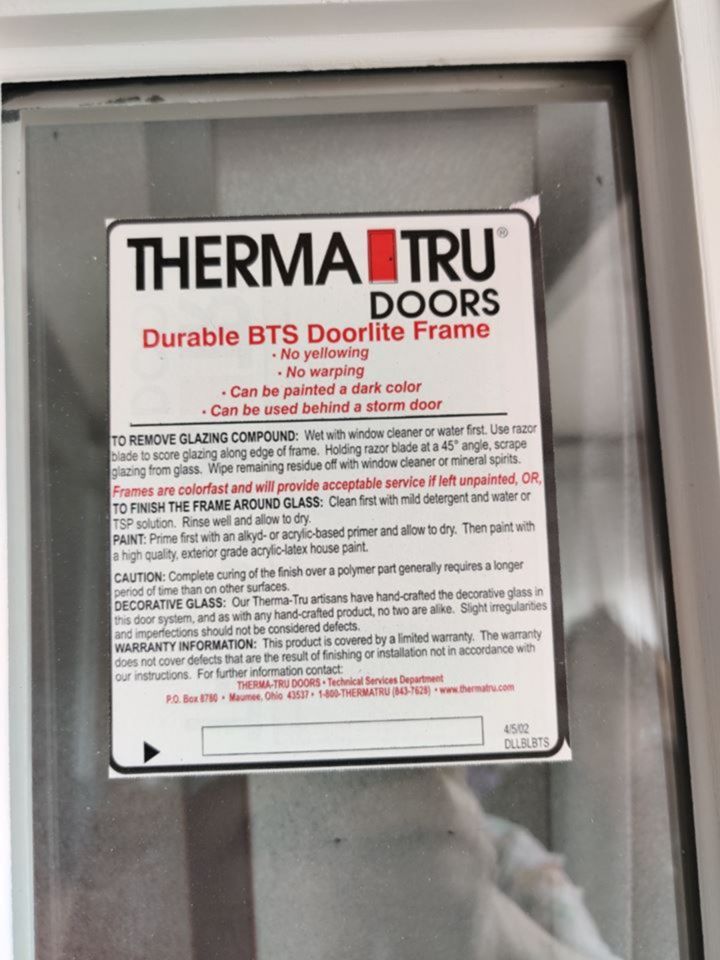 THERMA TRU®
DOORS
Durable BTS Doorlite Frame
• No yellowing
• No warping
• Can be painted a dark color
• Can be used behind a storm door
TO REMOVE GLAZING COMPOUND: Wet with window cleaner or water first. Use razor
blade to score glazing along edge of frame. Holding razor blade at a 45° angle, scrape
glazing from glass. Wipe remaining residue off with window cleaner or mineral spirits.
Frames are colorfast and will provide acceptable service if left unpainted, OR,
TO FINISH THE FRAME AROUND GLASS: Clean first with mild detergent and water or
TSP solution. Rinse well and allow to dry.
PAINT: Prime first with an alkyd- or acrylic-based primer and allow to dry. Then paint with
a high quality, exterior grade acrylic-latex house paint.
CAUTION: Complete curing of the finish over a polymer part generally requires a longer
period of time than on other surfaces.
DECORATIVE GLASS: Our Therma-Tru artisans have hand-crafted the decorative glass in
this door system, and as with any hand-crafted product, no two are alike. Slight irregularities
and imperfections should not be considered defects.
WARRANTY INFORMATION: This product is covered by a limited warranty. The warranty
does not cover defects that are the result of finishing or installation not in accordance with
our instructions. For further information contact:
THERMA-TRU DOORS • Technical Services Department
P.O. Box 8780 • Maumee, Ohio 43537 • 1-800-THERMATRU (843-7628) • www.thermatru.com
4/5/02
DLLBLBTS